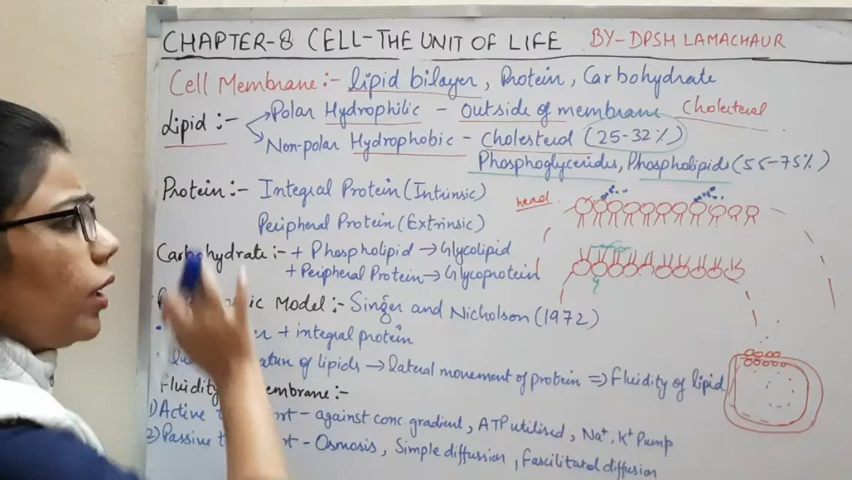 CHAPTER-8 CELL-THE UNIT OF LIFE BY-DPSH LAMACHAUR
Cell Membrane:- lipid bilayer, Protein, Carbohydrate
Lipid:- Polar Hydrophilic - Outside of membrane Cholesterol
Non-polar Hydrophobic - Cholesterol (25-32%)
Phosphoglycerides, Phospholipids (55-75%)
Protein:- Integral Protein (Intrinsic)
Peripheral Protein (Extrinsic)
head
Carbohydrate:- + Phospholipid → Glycolipid
+ Peripheral Protein → Glycoprotein
Model:- Singer and Nicholson (1972)
+ integral protein
nature of lipids → lateral movement of protein ⇒ Fluidity of lipid
Fluidity membrane:-
1) Active - against conc. gradient, ATP utilised, Na+, K+ Pump
2) Passive - Osmosis, Simple diffussion, Fascilitated diffusion